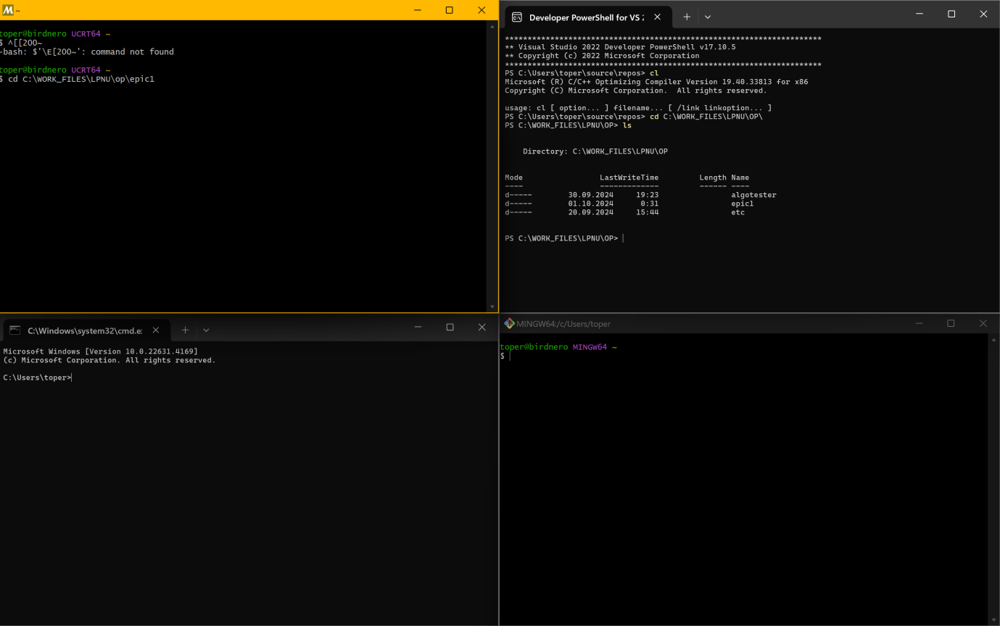 ~
toper@birdnero UCRT64 ~
$ ^[[200~
-bash: $'\E[200~': command not found
toper@birdnero UCRT64 ~
$ cd C:\WORK_FILES\LPNU\op\epic1
Developer PowerShell for VS 2
**********************************************************************
** Visual Studio 2022 Developer PowerShell v17.10.5
** Copyright (c) 2022 Microsoft Corporation
**********************************************************************
PS C:\Users\toper\source\repos> cl
Microsoft (R) C/C++ Optimizing Compiler Version 19.40.33813 for x86
Copyright (C) Microsoft Corporation.  All rights reserved.
usage: cl [ option... ] filename... [ /link linkoption... ]
PS C:\Users\toper\source\repos> cd C:\WORK_FILES\LPNU\OP\
PS C:\WORK_FILES\LPNU\OP> ls
Directory: C:\WORK_FILES\LPNU\OP
Mode                 LastWriteTime         Length Name
----                 -------------         ------ ----
d-----        30.09.2024     19:23                algotester
d-----        01.10.2024      0:31                epic1
d-----        20.09.2024     15:44                etc
PS C:\WORK_FILES\LPNU\OP>
C:\Windows\system32\cmd.e
Microsoft Windows [Version 10.0.22631.4169]
(c) Microsoft Corporation. All rights reserved.
C:\Users\toper>
MINGW64:/c/Users/toper
toper@birdnero MINGW64 ~
$